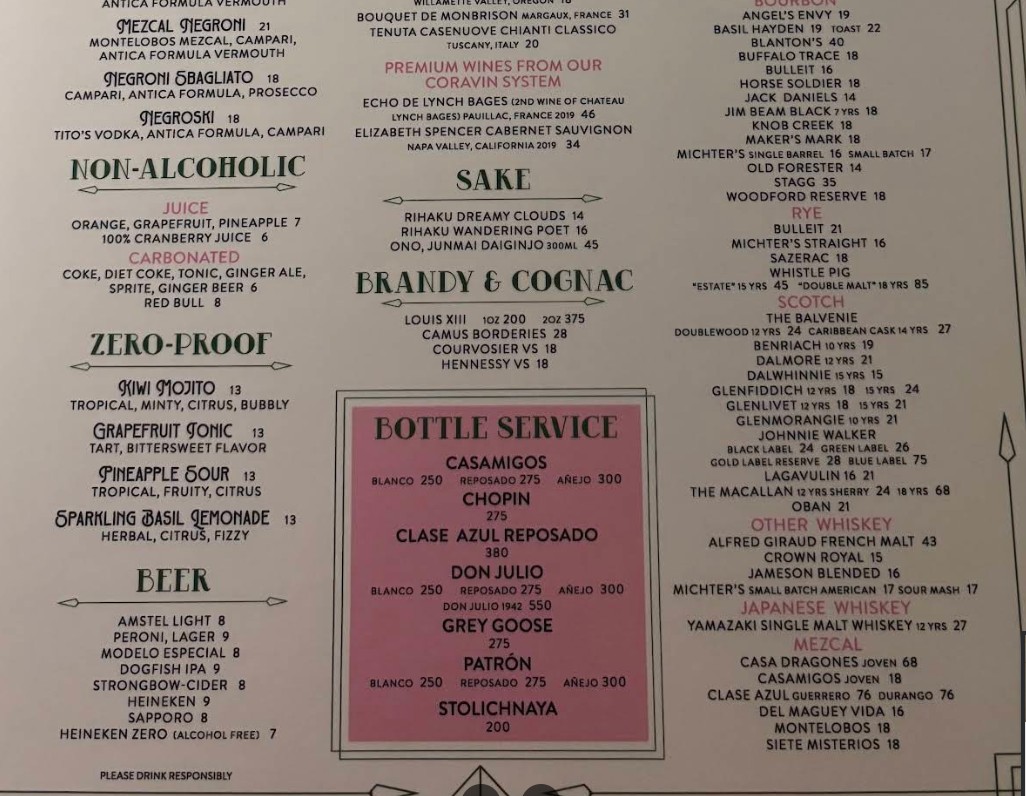 ANTICA FORMULA VERMOUTH
MEZCAL NEGRONI 21
MONTELOBOS MEZCAL, CAMPARI,
ANTICA FORMULA VERMOUTH
NEGRONI SBAGLIATO 18
CAMPARI, ANTICA FORMULA, PROSECCO
NEGROSKI 18
TITO'S VODKA, ANTICA FORMULA, CAMPARI
NON-ALCOHOLIC
JUICE
ORANGE, GRAPEFRUIT, PINEAPPLE 7
100% CRANBERRY JUICE 6
CARBONATED
COKE, DIET COKE, TONIC, GINGER ALE,
SPRITE, GINGER BEER 6
RED BULL 8
ZERO-PROOF
KIWI MOJITO 13
TROPICAL, MINTY, CITRUS, BUBBLY
GRAPEFRUIT TONIC 13
TART, BITTERSWEET FLAVOR
PINEAPPLE SOUR 13
TROPICAL, FRUITY, CITRUS
SPARKLING BASIL LEMONADE 13
HERBAL, CITRUS, FIZZY
BEER
AMSTEL LIGHT 8
PERONI, LAGER 9
MODELO ESPECIAL 8
DOGFISH IPA 9
STRONGBOW-CIDER 8
HEINEKEN 9
SAPPORO 8
HEINEKEN ZERO (ALCOHOL FREE) 7
PLEASE DRINK RESPONSIBLY
WILLAMETTE VALLEY, OREGON 16
BOUQUET DE MONBRISON MARGAUX, FRANCE 31
TENUTA CASENUOVE CHIANTI CLASSICO
TUSCANY, ITALY 20
PREMIUM WINES FROM OUR
CORAVIN SYSTEM
ECHO DE LYNCH BAGES (2ND WINE OF CHATEAU
LYNCH BAGES) PAUILLAC, FRANCE 2019 46
ELIZABETH SPENCER CABERNET SAUVIGNON
NAPA VALLEY, CALIFORNIA 2019 34
SAKE
RIHAKU DREAMY CLOUDS 14
RIHAKU WANDERING POET 16
ONO, JUNMAI DAIGINJO 300ML 45
BRANDY & COGNAC
LOUIS XIII 1OZ 200 2OZ 375
CAMUS BORDERIES 28
COURVOSIER VS 18
HENNESSY VS 18
BOTTLE SERVICE
CASAMIGOS
BLANCO 250 REPOSADO 275 AÑEJO 300
CHOPIN
275
CLASE AZUL REPOSADO
380
DON JULIO
BLANCO 250 REPOSADO 275 AÑEJO 300
DON JULIO 1942 550
GREY GOOSE
275
PATRÓN
BLANCO 250 REPOSADO 275 AÑEJO 300
STOLICHNAYA
200
BOURBON
ANGEL'S ENVY 19
BASIL HAYDEN 19 TOAST 22
BLANTON'S 40
BUFFALO TRACE 18
BULLEIT 16
HORSE SOLDIER 18
JACK DANIELS 14
JIM BEAM BLACK 7 YRS 18
KNOB CREEK 18
MAKER'S MARK 18
MICHTER'S SINGLE BARREL 16 SMALL BATCH 17
OLD FORESTER 14
STAGG 35
WOODFORD RESERVE 18
RYE
BULLEIT 21
MICHTER'S STRAIGHT 16
SAZERAC 18
WHISTLE PIG
"ESTATE" 15 YRS 45 "DOUBLE MALT" 18 YRS 85
SCOTCH
THE BALVENIE
DOUBLEWOOD 12 YRS 24 CARIBBEAN CASK 14 YRS 27
BENRIACH 10 YRS 19
DALMORE 12 YRS 21
DALWHINNIE 15 YRS 15
GLENFIDDICH 12 YRS 18 15 YRS 24
GLENLIVET 12 YRS 18 15 YRS 21
GLENMORANGIE 10 YRS 21
JOHNNIE WALKER
BLACK LABEL 24 GREEN LABEL 26
GOLD LABEL RESERVE 28 BLUE LABEL 75
LAGAVULIN 16 21
THE MACALLAN 12 YRS SHERRY 24 18 YRS 68
OBAN 21
OTHER WHISKEY
ALFRED GIRAUD FRENCH MALT 43
CROWN ROYAL 15
JAMESON BLENDED 16
MICHTER'S SMALL BATCH AMERICAN 17 SOUR MASH 17
JAPANESE WHISKEY
YAMAZAKI SINGLE MALT WHISKEY 12 YRS 27
MEZCAL
CASA DRAGONES JOVEN 68
CASAMIGOS JOVEN 18
CLASE AZUL GUERRERO 76 DURANGO 76
DEL MAGUEY VIDA 16
MONTELOBOS 18
SIETE MISTERIOS 18